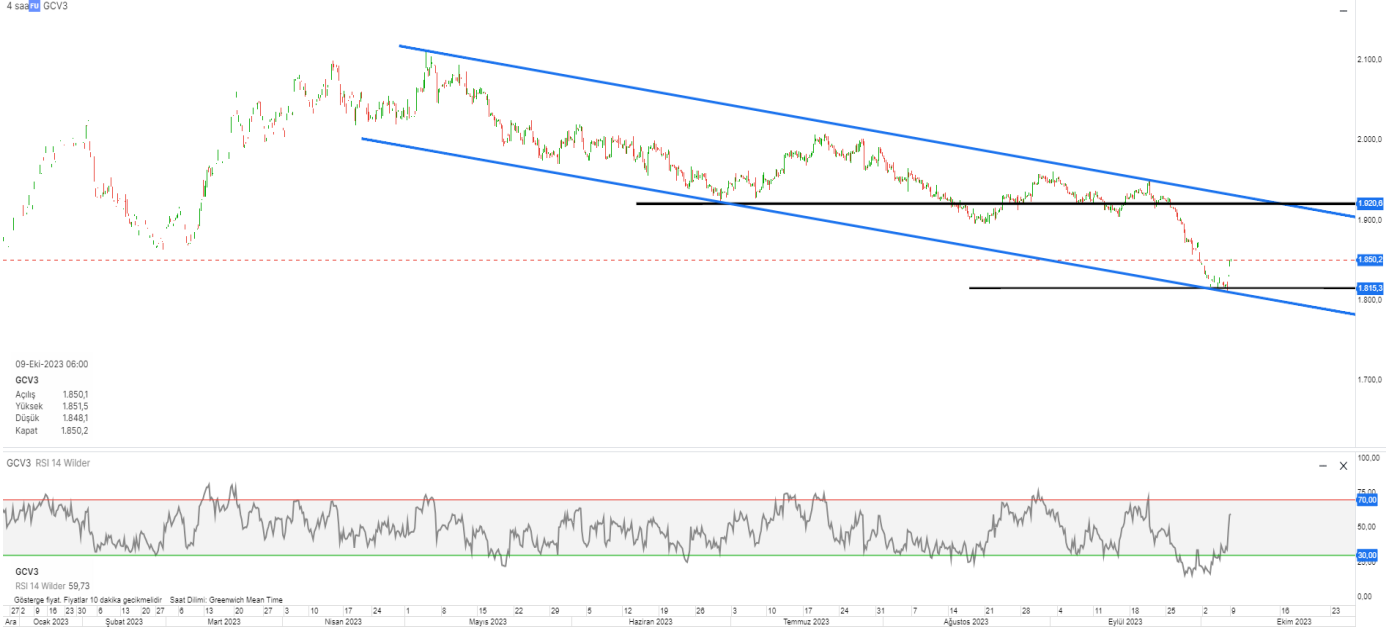 4 saa FU GCV3
2.100,0
2.000,0
1.920,6
1.900,0
1.850,2
1.815,3
1.800,0
1.700,0
09-Eki-2023 06:00
GCV3
Açılış 1.850,1
Yüksek 1.851,5
Düşük 1.848,1
Kapat 1.850,2
GCV3 RSI 14 Wilder
100,00
75,00
70,00
50,00
30,00
25,00
0,00
GCV3
RSI 14 Wilder 59,73
Gösterge fiyat. Fiyatlar 10 dakika gecikmelidir Saat Dilimi: Greenwich Mean Time
27 2 9 16 23 30 6 13 20 27 6 13 20 27 3 10 17 24 1 8 15 22 29 5 12 19 26 3 10 17 24 31 7 14 21 28 4 11 18 25 2 9 16 23
Ara Ocak 2023 Şubat 2023 Mart 2023 Nisan 2023 Mayıs 2023 Haziran 2023 Temmuz 2023 Ağustos 2023 Eylül 2023 Ekim 2023